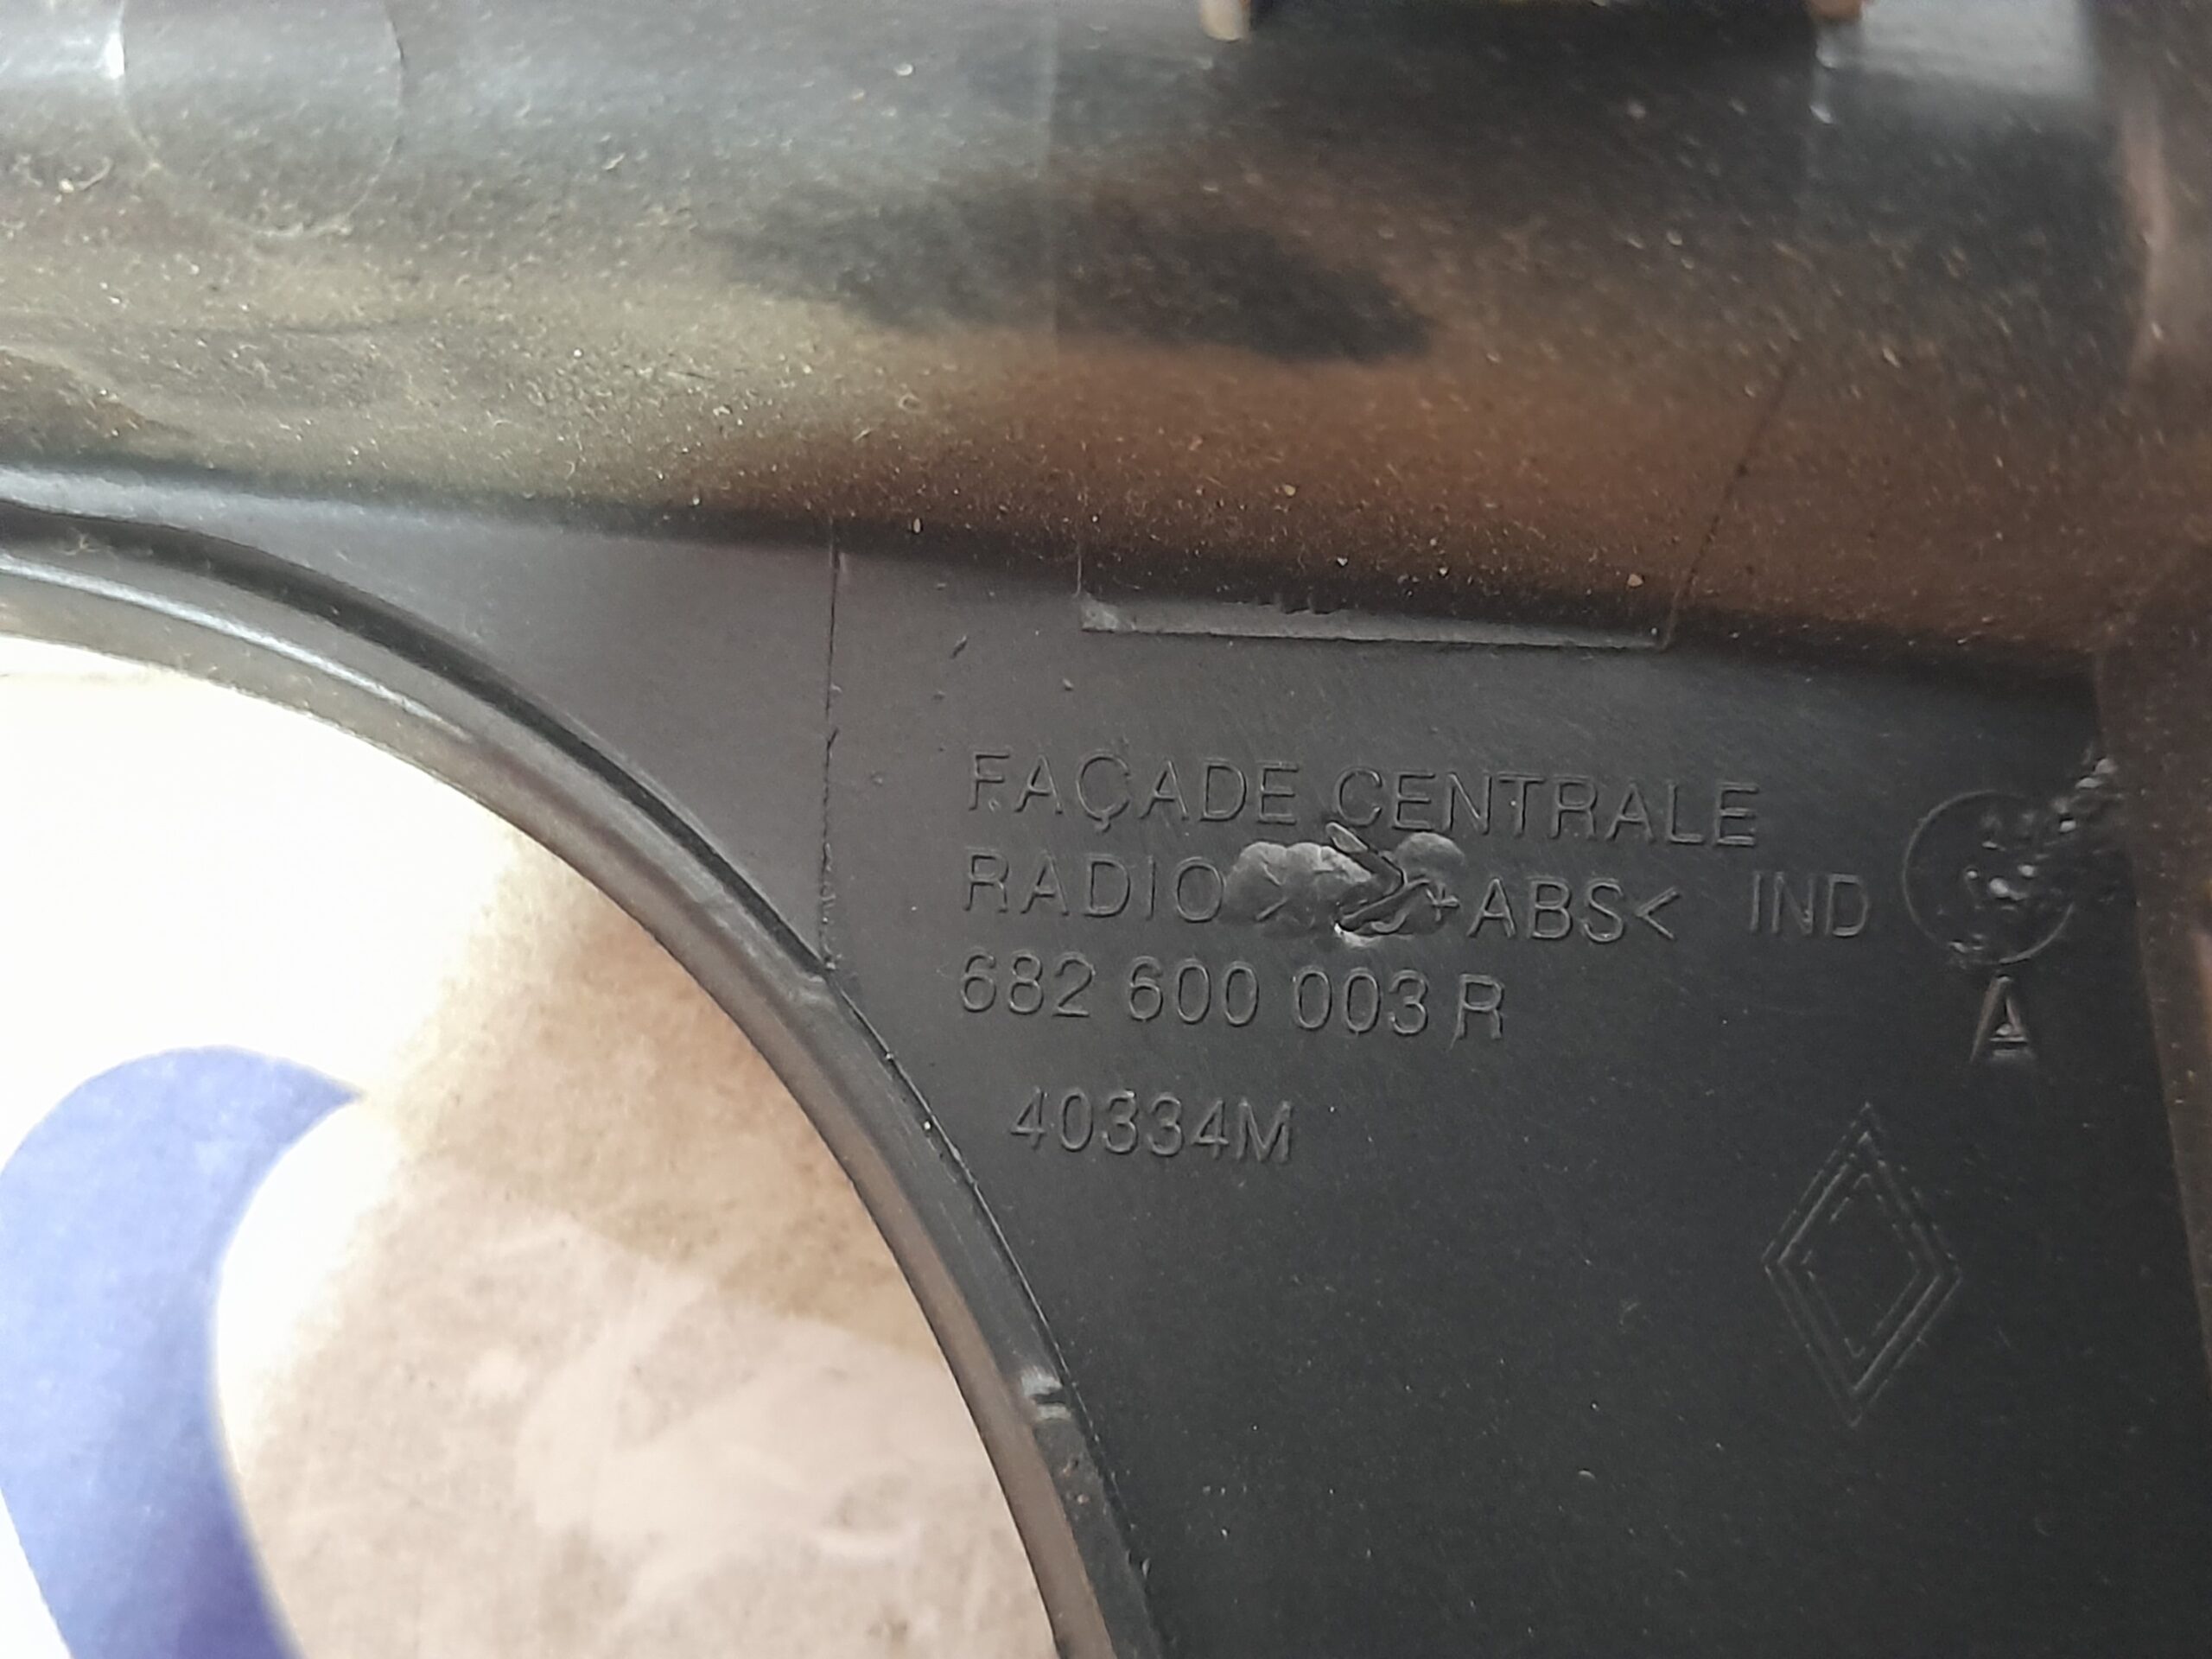 FAÇADE CENTRALE
RADIO > +ABS< IND
682 600 003 R
A
40334M